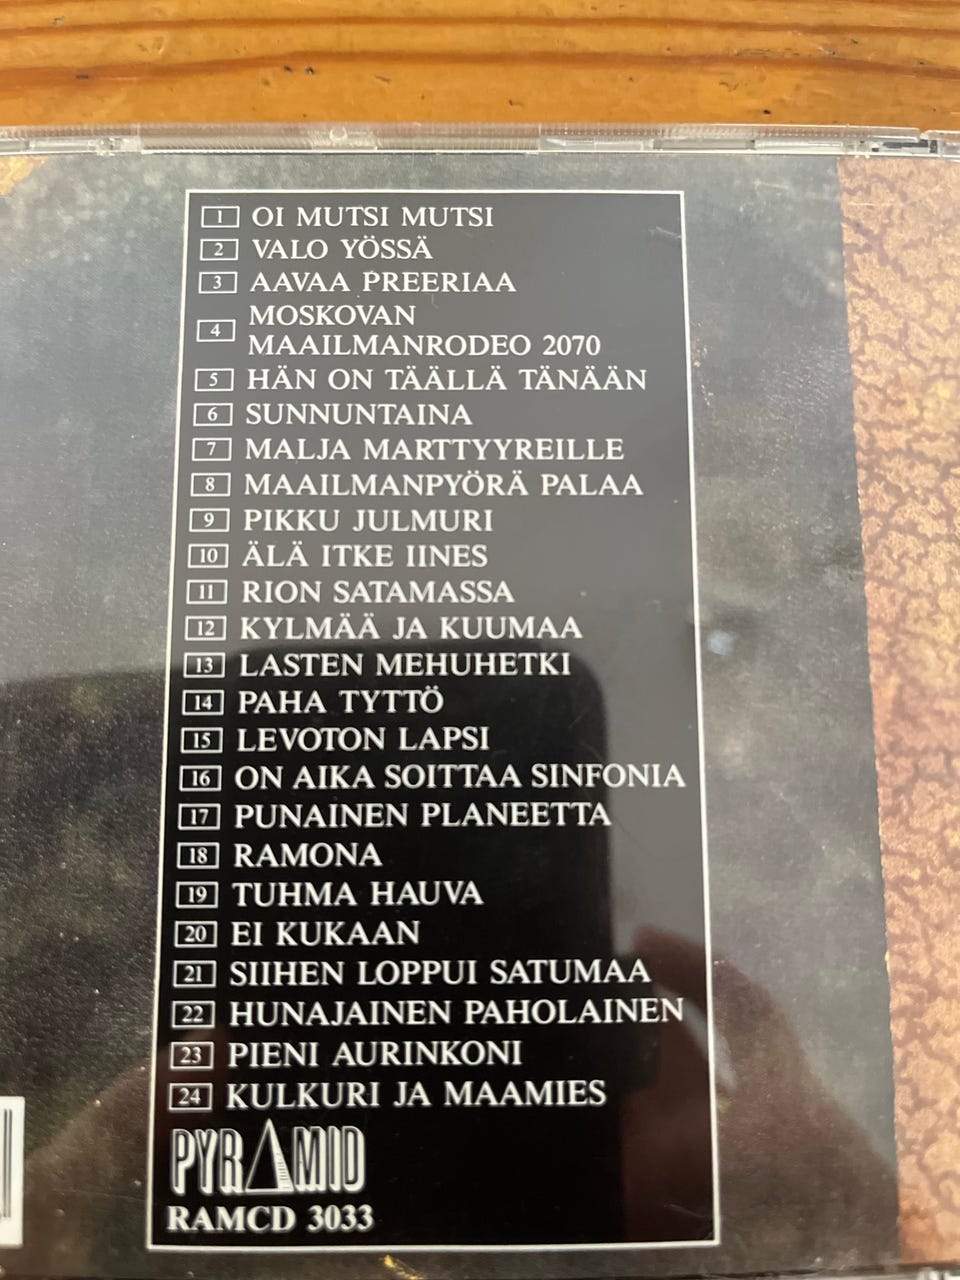 1 OI MUTSI MUTSI
2 VALO YÖSSÄ
3 AAVAA PREERIAA
4 MOSKOVAN
MAAILMANRODEO 2070
5 HÄN ON TÄÄLLÄ TÄNÄÄN
6 SUNNUNTAINA
7 MALJA MARTTYYREILLE
8 MAAILMANPYÖRÄ PALAA
9 PIKKU JULMURI
10 ÄLÄ ITKE IINES
11 RION SATAMASSA
12 KYLMÄÄ JA KUUMAA
13 LASTEN MEHUHETKI
14 PAHA TYTTÖ
15 LEVOTON LAPSI
16 ON AIKA SOITTAA SINFONIA
17 PUNAINEN PLANEETTA
18 RAMONA
19 TUHMA HAUVA
20 EI KUKAAN
21 SIIHEN LOPPUI SATUMAA
22 HUNAJAINEN PAHOLAINEN
23 PIENI AURINKONI
24 KULKURI JA MAAMIES
PYRAMID
RAMCD 3033